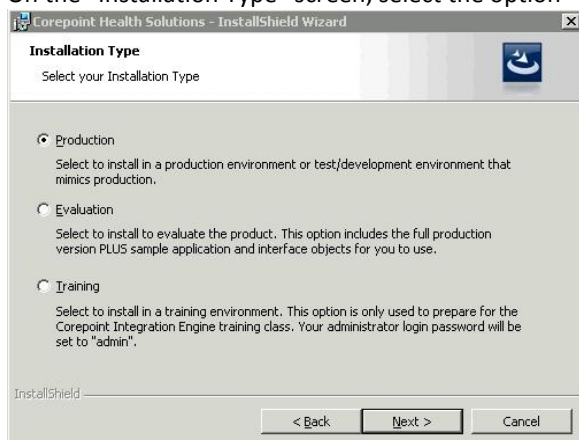 On the "Installation Type" screen, select the option
Corepoint Health Solutions - InstallShield Wizard
Installation Type
Select your Installation Type
Production
Select to install in a production environment or test/development environment that
mimics production.
Evaluation
Select to install to evaluate the product. This option includes the full production
version PLUS sample application and interface objects for you to use.
Training
Select to install in a training environment. This option is only used to prepare for the
Corepoint Integration Engine training class. Your administrator login password will be
set to "admin".
InstallShield
< Back Next > Cancel